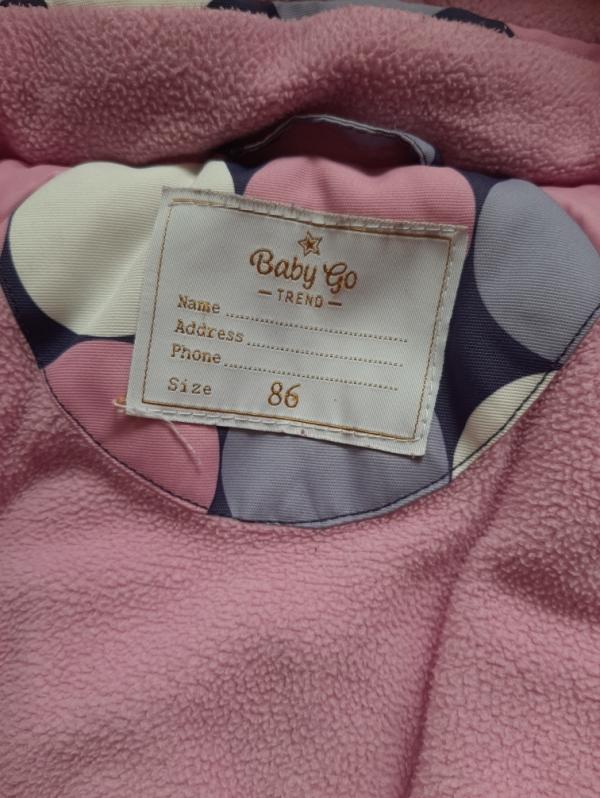 Baby Go
— TREND —
Name
Address
Phone
Size 86